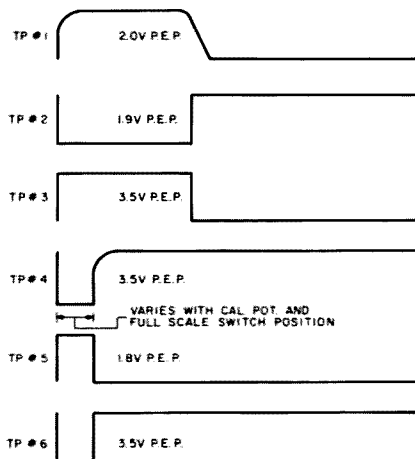 TP #1 2.0V P.E.P.
TP #2 1.9V P.E.P.
TP #3 3.5V P.E.P.
TP #4 3.5V P.E.P.
VARIES WITH CAL POT. AND
FULL SCALE SWITCH POSITION
TP #5 1.8V P.E.P.
TP #6 3.5V P.E.P.